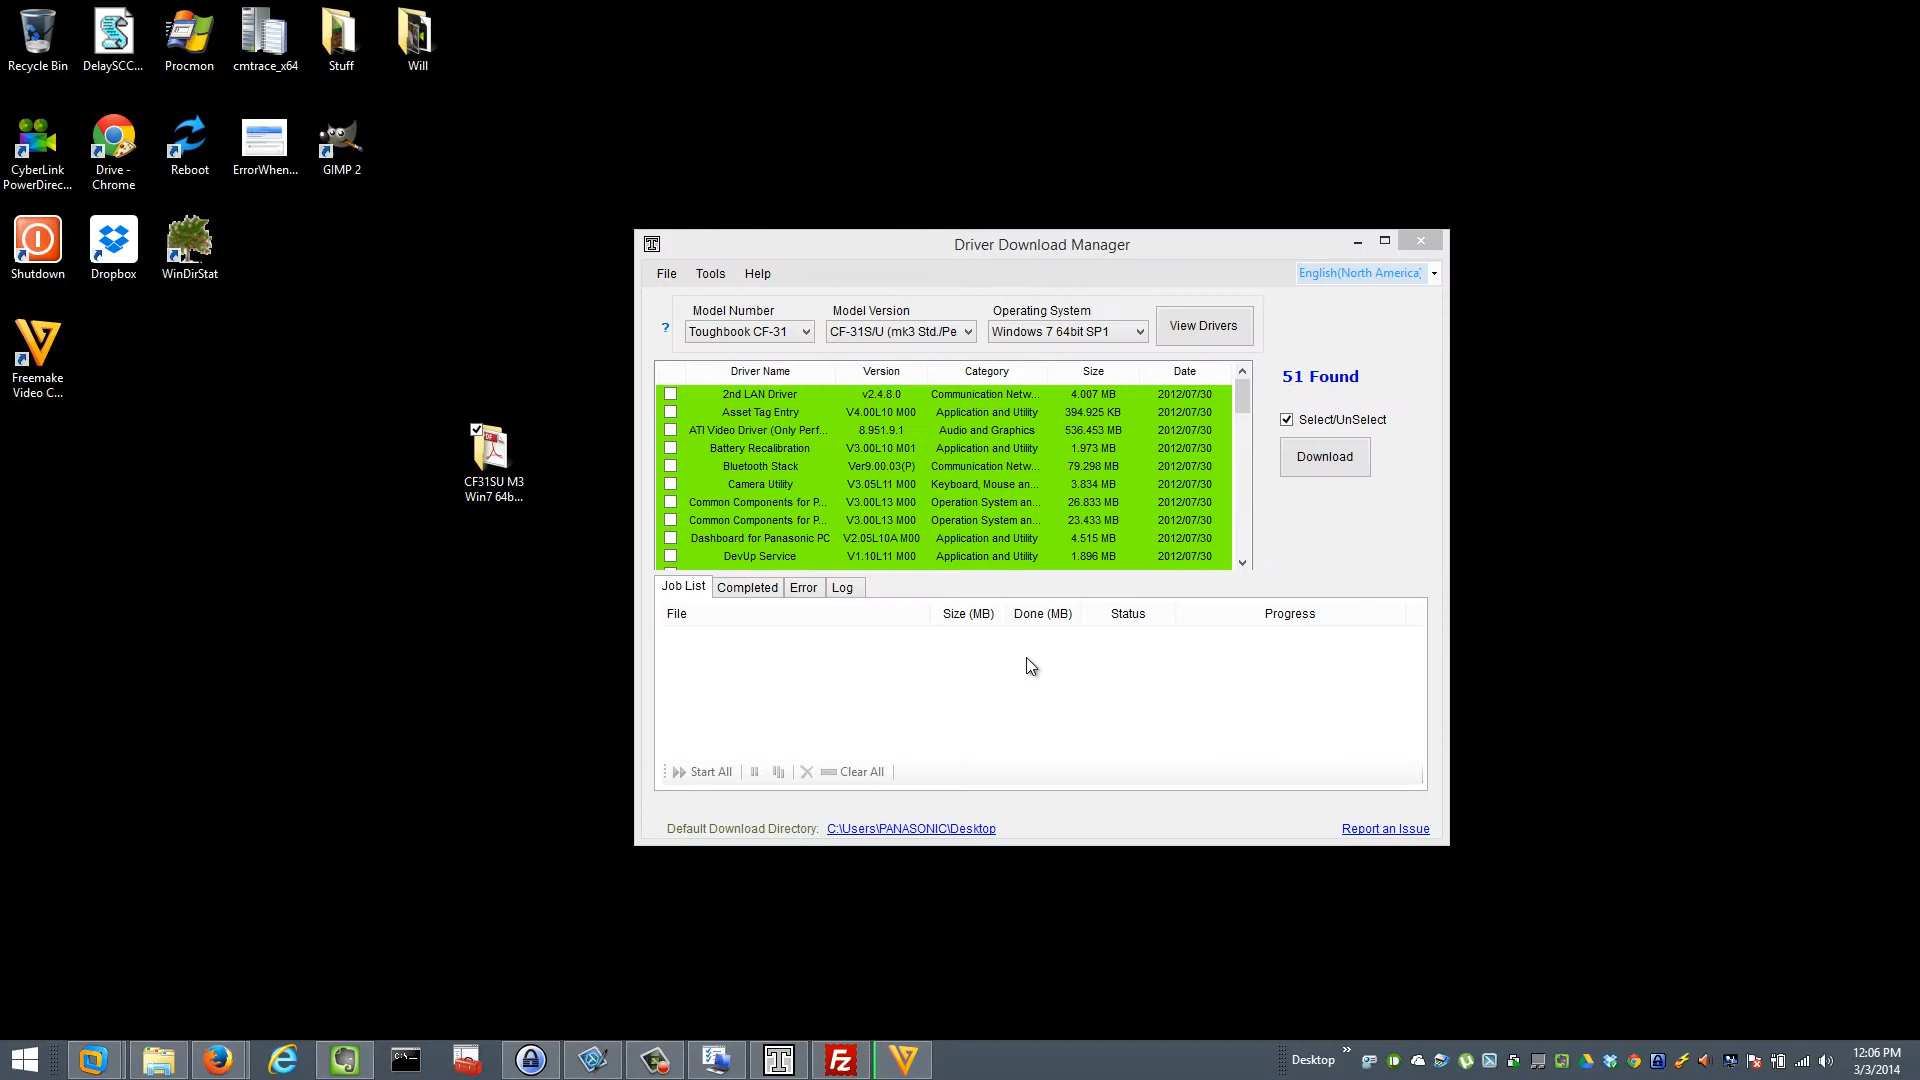 Recycle Bin
DelaySCC...
Procmon
cmtrace_x64
Stuff
Will
CyberLink
PowerDirec...
Drive -
Chrome
Reboot
ErrorWhen...
GIMP 2
Shutdown
Dropbox
WinDirStat
Freemake
Video C...
CF31SU M3
Win7 64b...
Driver Download Manager
File Tools Help English(North America)
Model Number Model Version Operating System
? Toughbook CF-31 CF-31S/U (mk3 Std./Pe Windows 7 64bit SP1 View Drivers
Driver Name Version Category Size Date
2nd LAN Driver v2.4.8.0 Communication Netw... 4.007 MB 2012/07/30
Asset Tag Entry V4.00L10 M00 Application and Utility 394.925 KB 2012/07/30
ATI Video Driver (Only Perf... 8.951.9.1 Audio and Graphics 536.453 MB 2012/07/30
Battery Recalibration V3.00L10 M01 Application and Utility 1.973 MB 2012/07/30
Bluetooth Stack Ver9.00.03(P) Communication Netw... 79.298 MB 2012/07/30
Camera Utility V3.05L11 M00 Keyboard, Mouse an... 3.834 MB 2012/07/30
Common Components for P... V3.00L13 M00 Operation System an... 26.833 MB 2012/07/30
Common Components for P... V3.00L13 M00 Operation System an... 23.433 MB 2012/07/30
Dashboard for Panasonic PC V2.05L10A M00 Application and Utility 4.515 MB 2012/07/30
DevUp Service V1.10L11 M00 Application and Utility 1.896 MB 2012/07/30
51 Found
Select/UnSelect
Download
Job List Completed Error Log
File Size (MB) Done (MB) Status Progress
Start All Clear All
Default Download Directory: C:\Users\PANASONIC\Desktop Report an Issue
Desktop
12:06 PM
3/3/2014